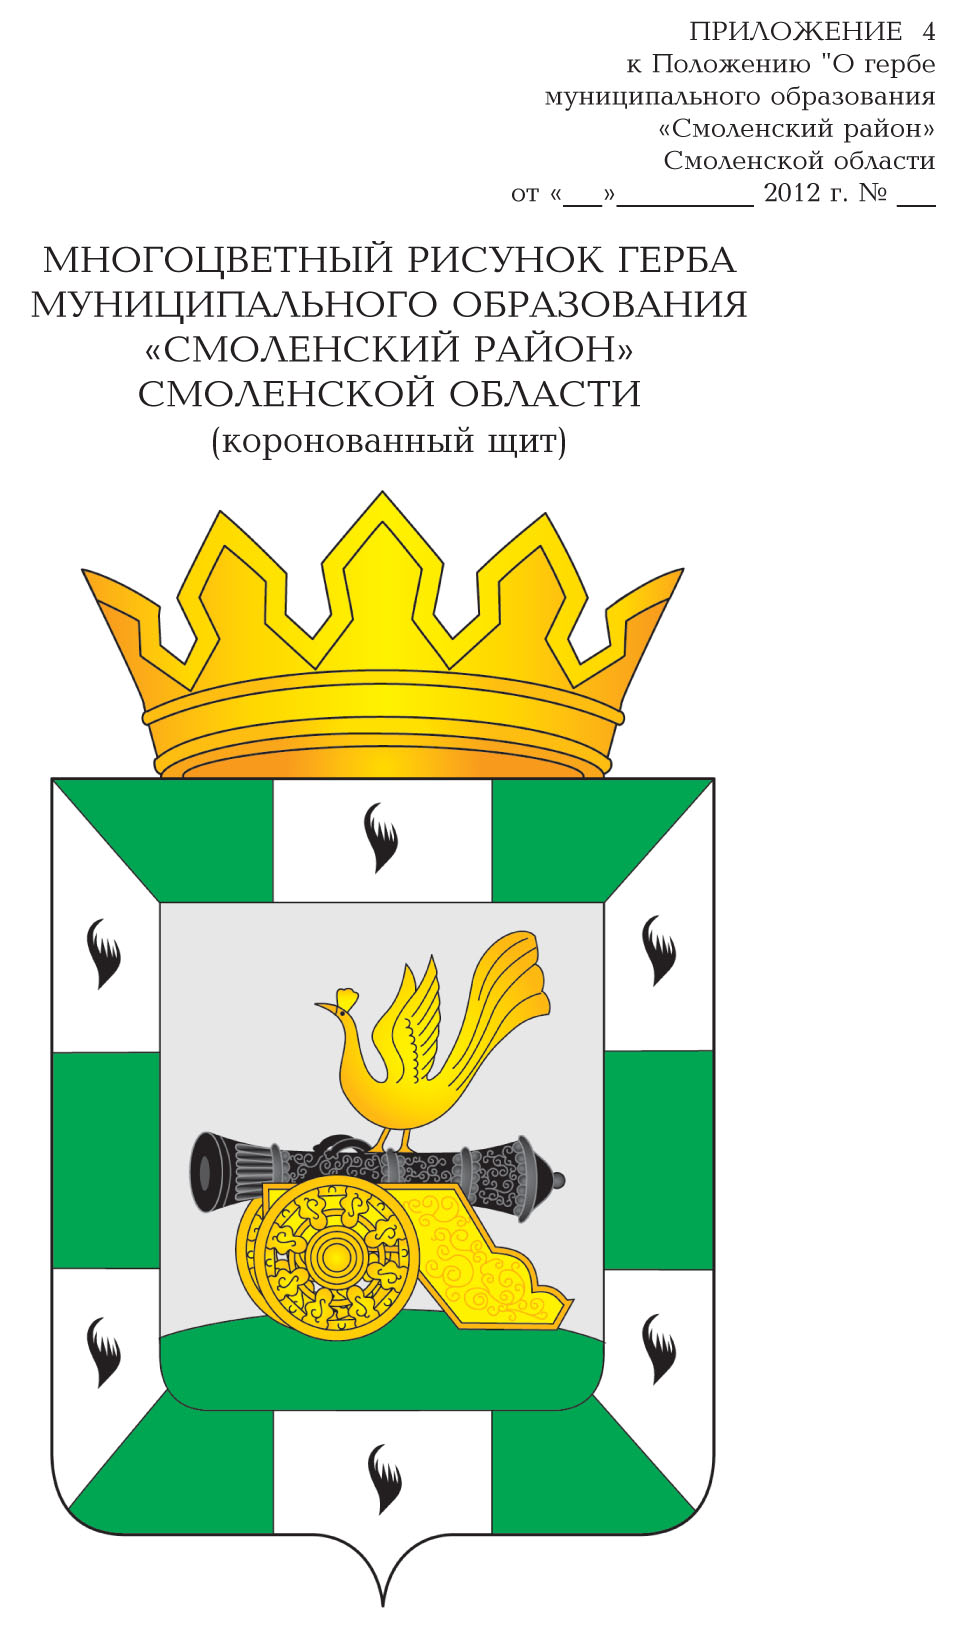 ПРИЛОЖЕНИЕ 4
к Положению "О гербе
муниципального образования
«Смоленский район»
Смоленской области
от «___»__________ 2012 г. № ___
МНОГОЦВЕТНЫЙ РИСУНОК ГЕРБА
МУНИЦИПАЛЬНОГО ОБРАЗОВАНИЯ
«СМОЛЕНСКИЙ РАЙОН»
СМОЛЕНСКОЙ ОБЛАСТИ
(коронованный щит)